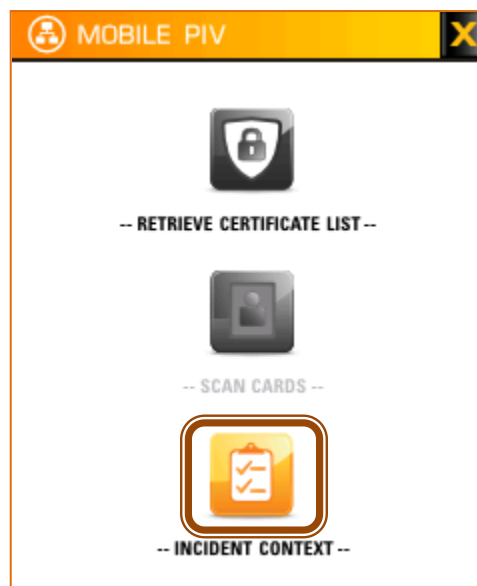 MOBILE PIV
X
-- RETRIEVE CERTIFICATE LIST --
-- SCAN CARDS --
-- INCIDENT CONTEXT --